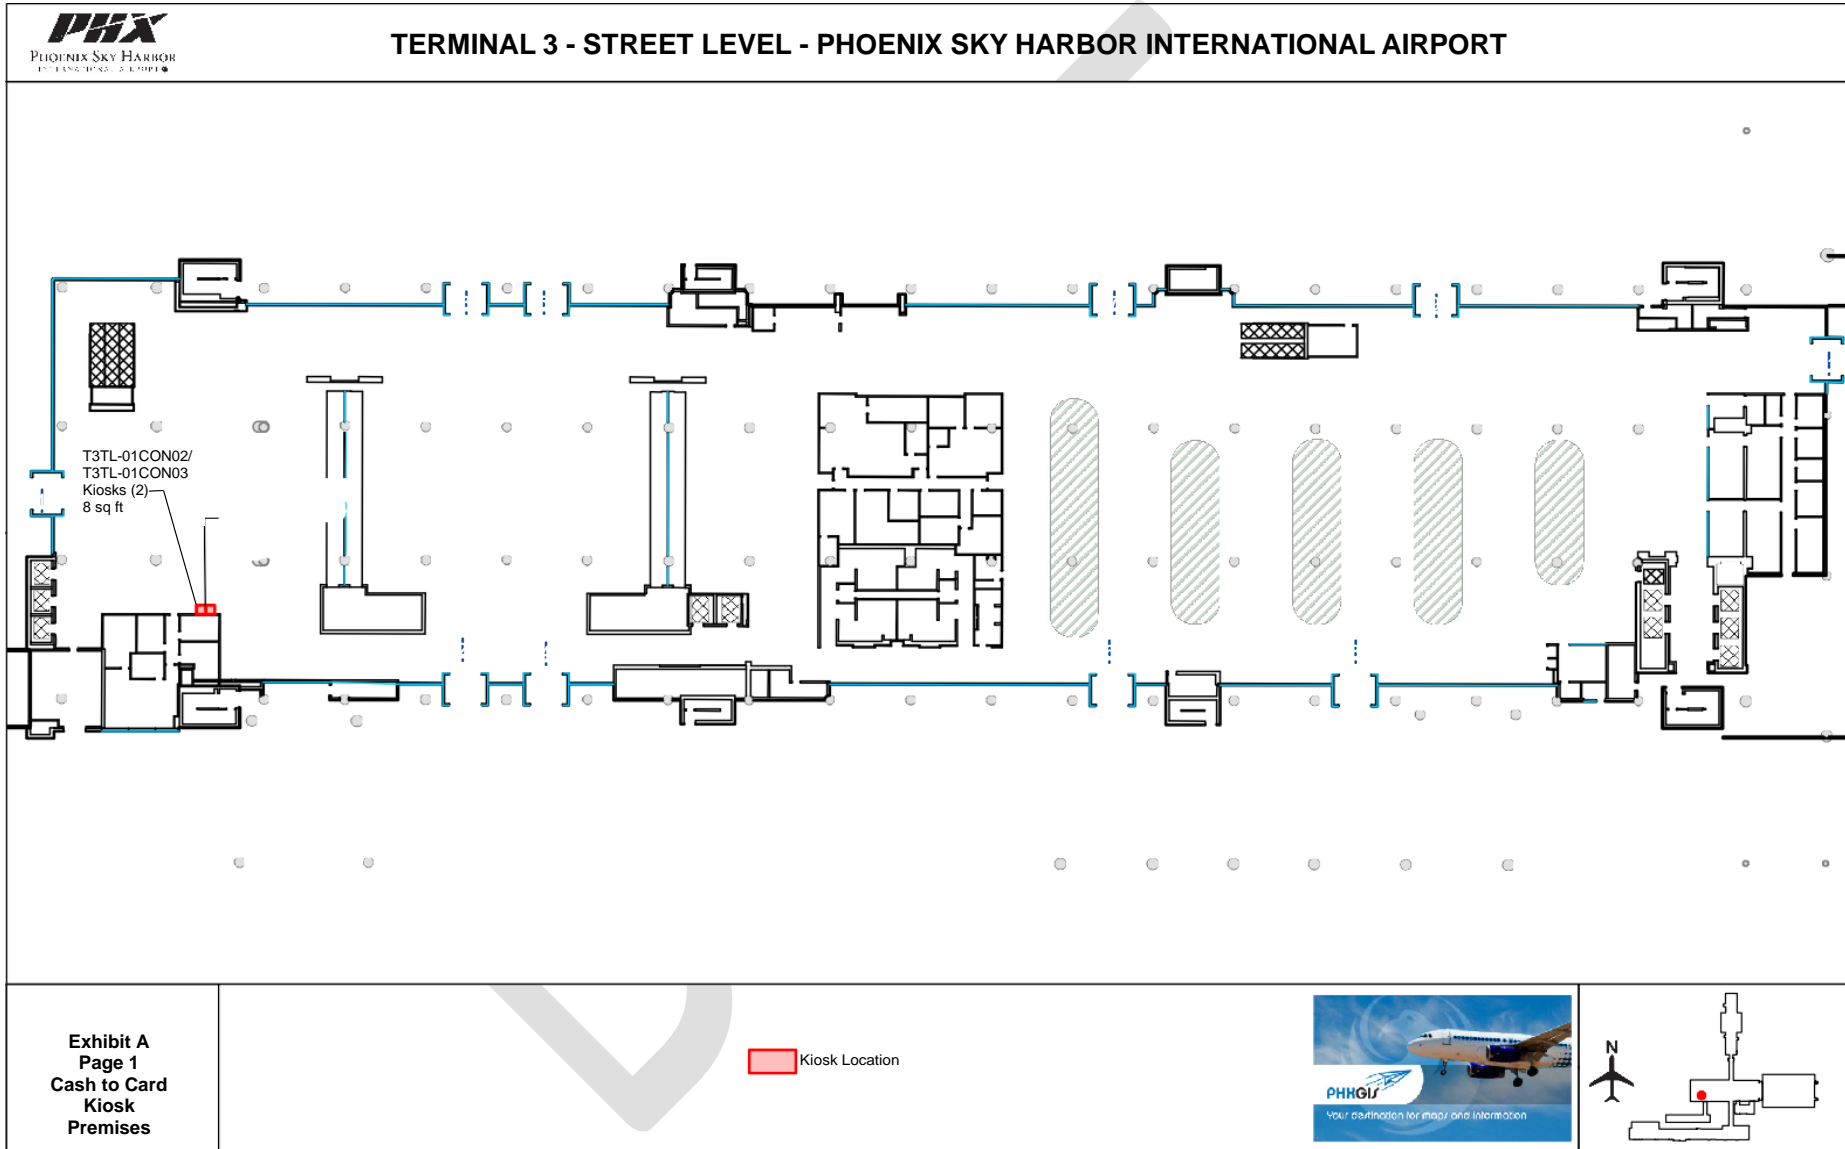 PHX
PHOENIX SKY HARBOR
INTERNATIONAL AIRPORT
TERMINAL 3 - STREET LEVEL - PHOENIX SKY HARBOR INTERNATIONAL AIRPORT
T3TL-01CON02/
T3TL-01CON03
Kiosks (2)
8 sq ft
Exhibit A
Page 1
Cash to Card
Kiosk
Premises
Kiosk Location
PHXGIS
Your destination for maps and information
N